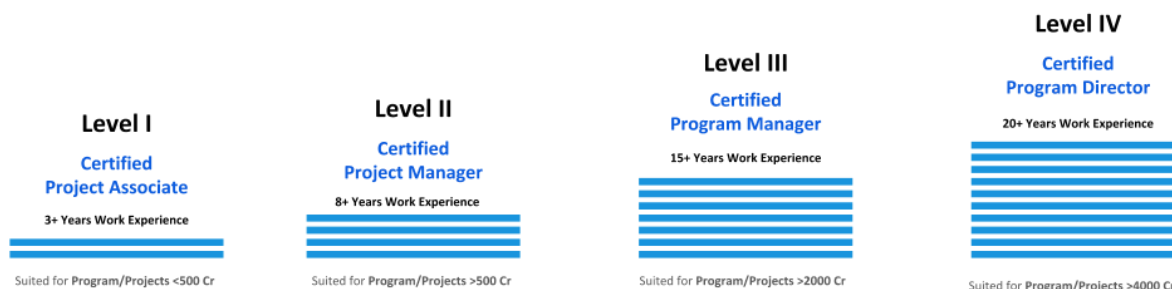 Level I
Certified
Project Associate
3+ Years Work Experience
Suited for Program/Projects <500 Cr
Level II
Certified
Project Manager
8+ Years Work Experience
Suited for Program/Projects >500 Cr
Level III
Certified
Program Manager
15+ Years Work Experience
Suited for Program/Projects >2000 Cr
Level IV
Certified
Program Director
20+ Years Work Experience
Suited for Program/Projects >4000 Cr